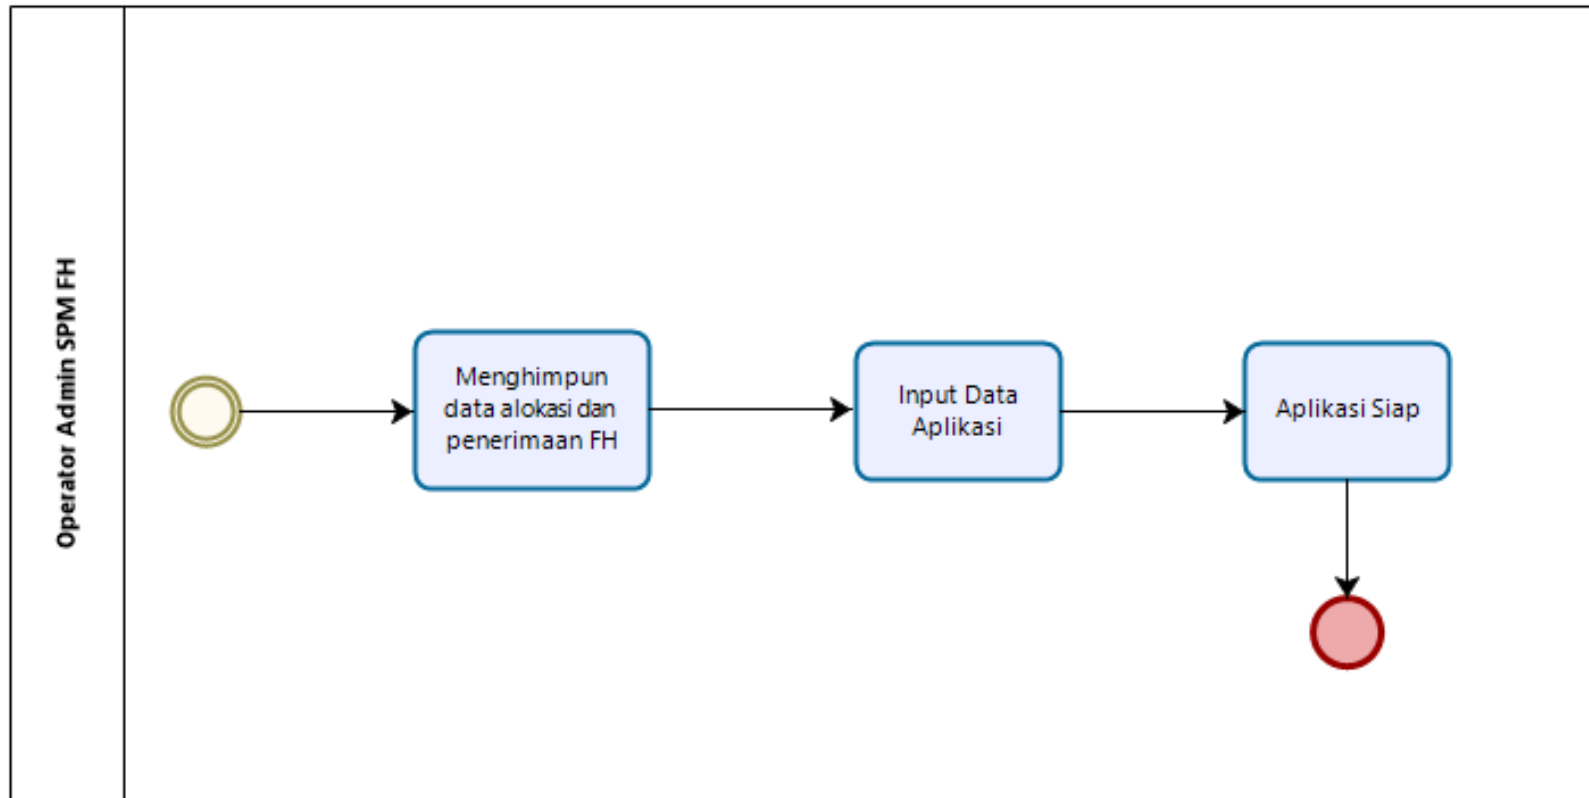 Operator Admin SPM FH
Menghimpun
data alokasi dan
penerimaan FH
Input Data
Aplikasi
Aplikasi Siap